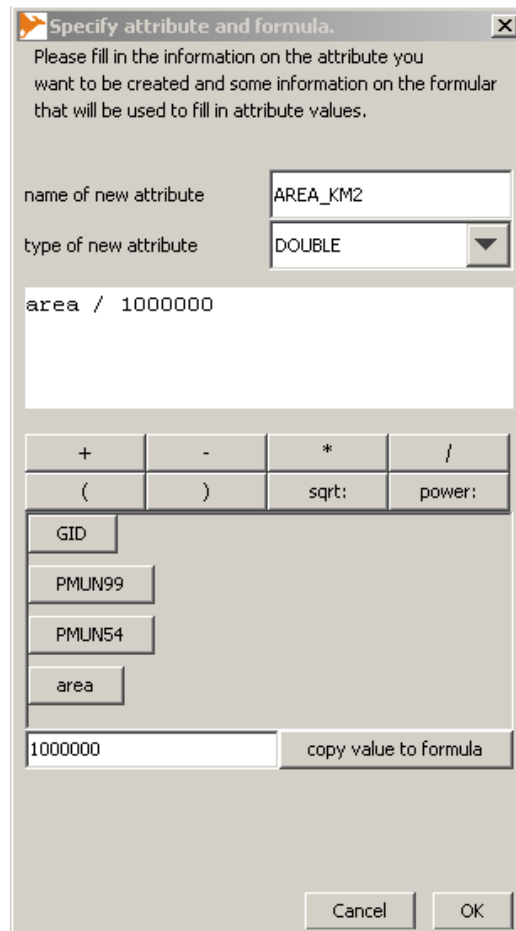 Specify attribute and formula.
Please fill in the information on the attribute you
want to be created and some information on the formular
that will be used to fill in attribute values.
name of new attribute AREA_KM2
type of new attribute DOUBLE
area / 1000000
+ - * /
( ) sqrt: power:
GID
PMUN99
PMUN54
area
1000000 copy value to formula
Cancel OK